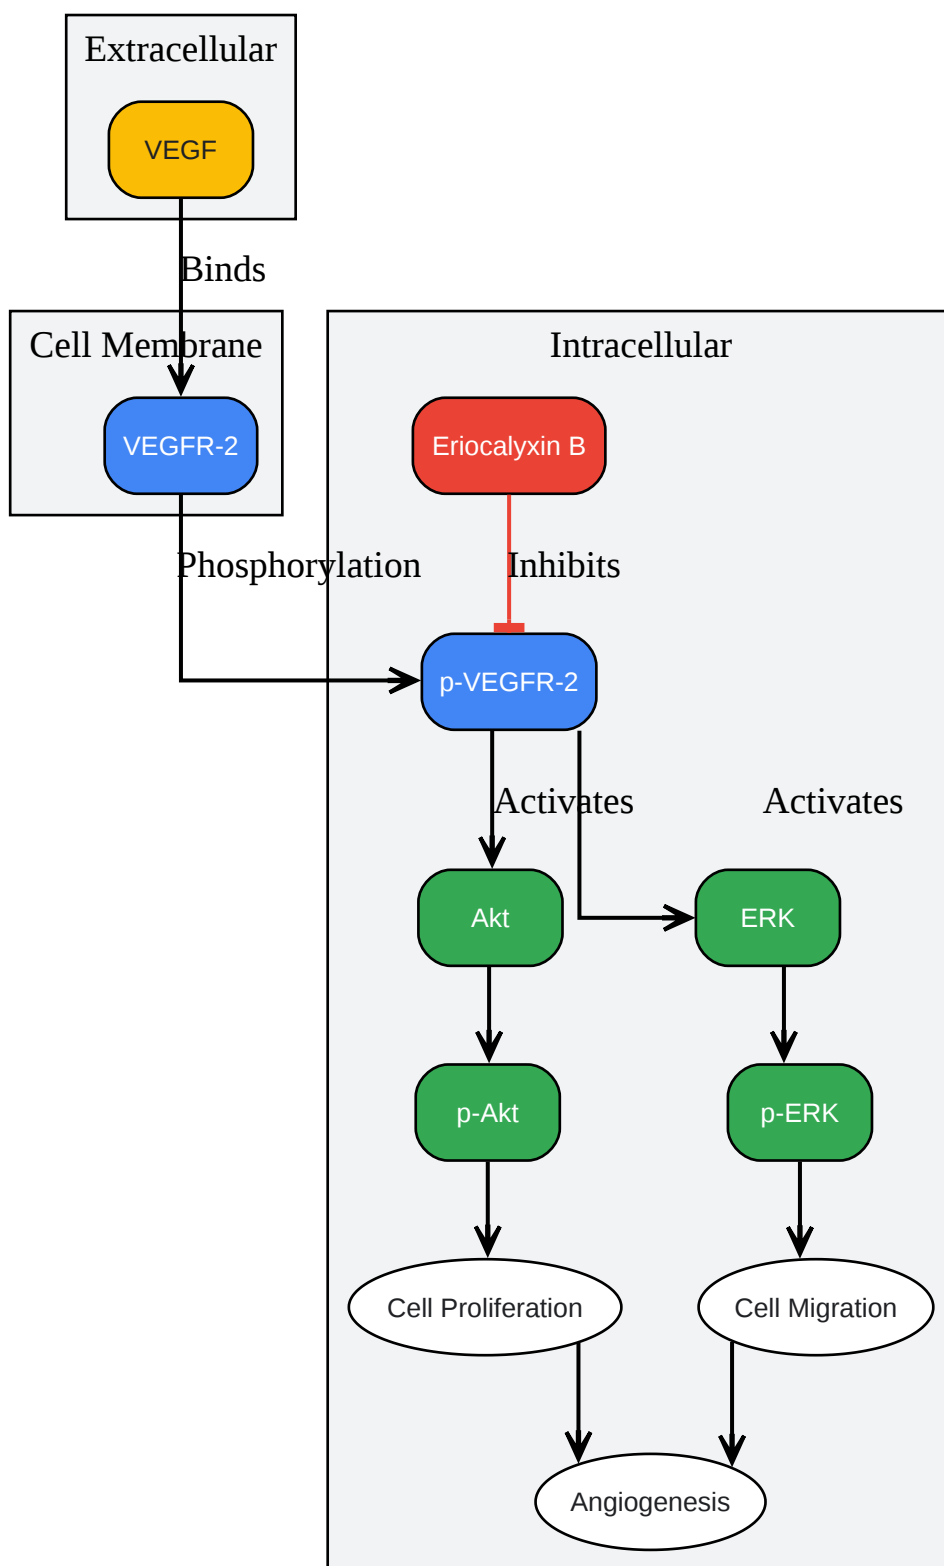 Extracellular
VEGF
Binds
Cell Membrane
Intracellular
VEGFR-2
Eriocalyxin B
Phosphorylation
Inhibits
p-VEGFR-2
Activates
Activates
Akt
ERK
p-Akt
p-ERK
Cell Proliferation
Cell Migration
Angiogenesis